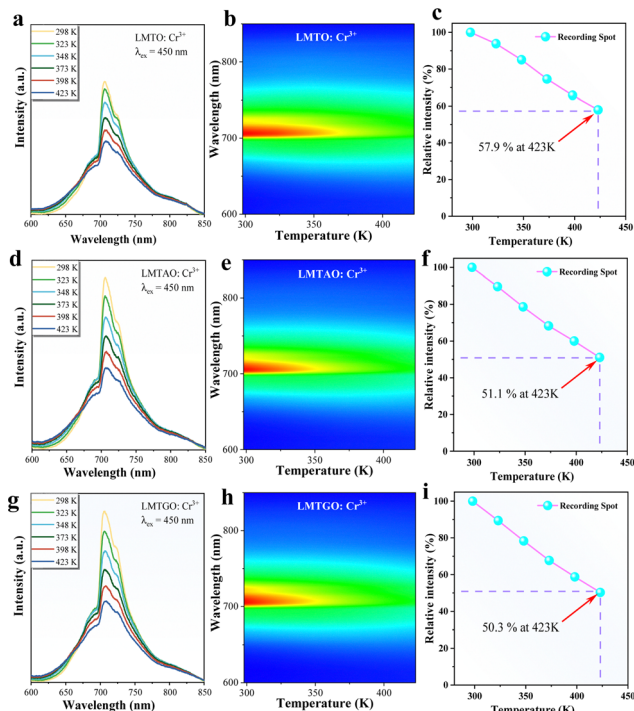 a
298 K
323 K
348 K
373 K
398 K
423 K
LMTO: Cr³⁺
λex = 450 nm
Intensity (a.u.)
600 650 700 750 800 850
Wavelength (nm)
b
LMTO: Cr³⁺
Wavelength (nm)
800
700
600
300 350 400
Temperature (K)
c
Recording Spot
Relative intensity (%)
100
80
60
40
20
0
57.9 % at 423K
300 350 400 450
Temperature (K)
d
298 K
323 K
348 K
373 K
398 K
423 K
LMTAO: Cr³⁺
λex = 450 nm
Intensity (a.u.)
600 650 700 750 800 850
Wavelength (nm)
e
LMTAO: Cr³⁺
Wavelength (nm)
800
700
600
300 350 400
Temperature (K)
f
Recording Spot
Relative intensity (%)
100
80
60
40
20
0
51.1 % at 423K
300 350 400 450
Temperature (K)
g
298 K
323 K
348 K
373 K
398 K
423 K
LMTGO: Cr³⁺
λex = 450 nm
Intensity (a.u.)
600 650 700 750 800 850
Wavelength (nm)
h
LMTGO: Cr³⁺
Wavelength (nm)
800
700
600
300 350 400
Temperature (K)
i
Recording Spot
Relative intensity (%)
100
80
60
40
20
0
50.3 % at 423K
300 350 400 450
Temperature (K)